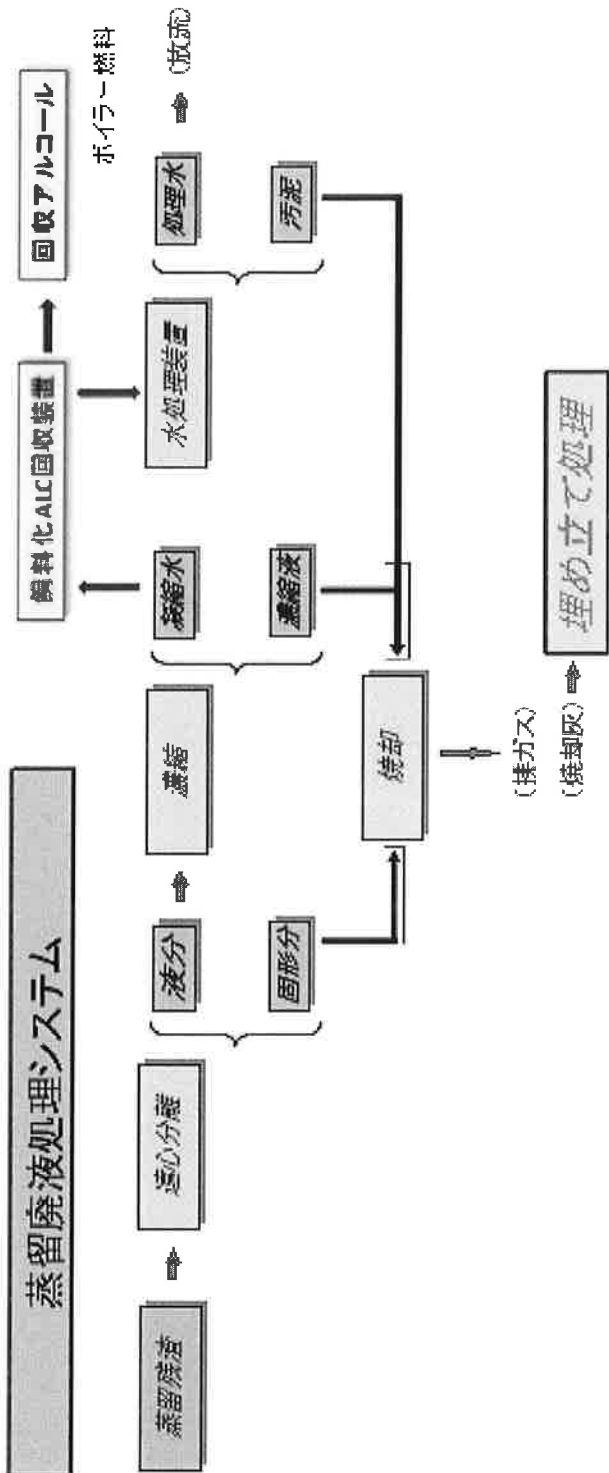 蒸留廃液処理システム
飼料化ALC回収装置
回収アルコール
ボイラー燃料
蒸留残渣
遠心分離
液分
固形分
濃縮
凝縮水
濃縮液
水処理装置
処理水
汚泥
(放流)
焼却
(排ガス)
(焼却灰)
埋め立て処理